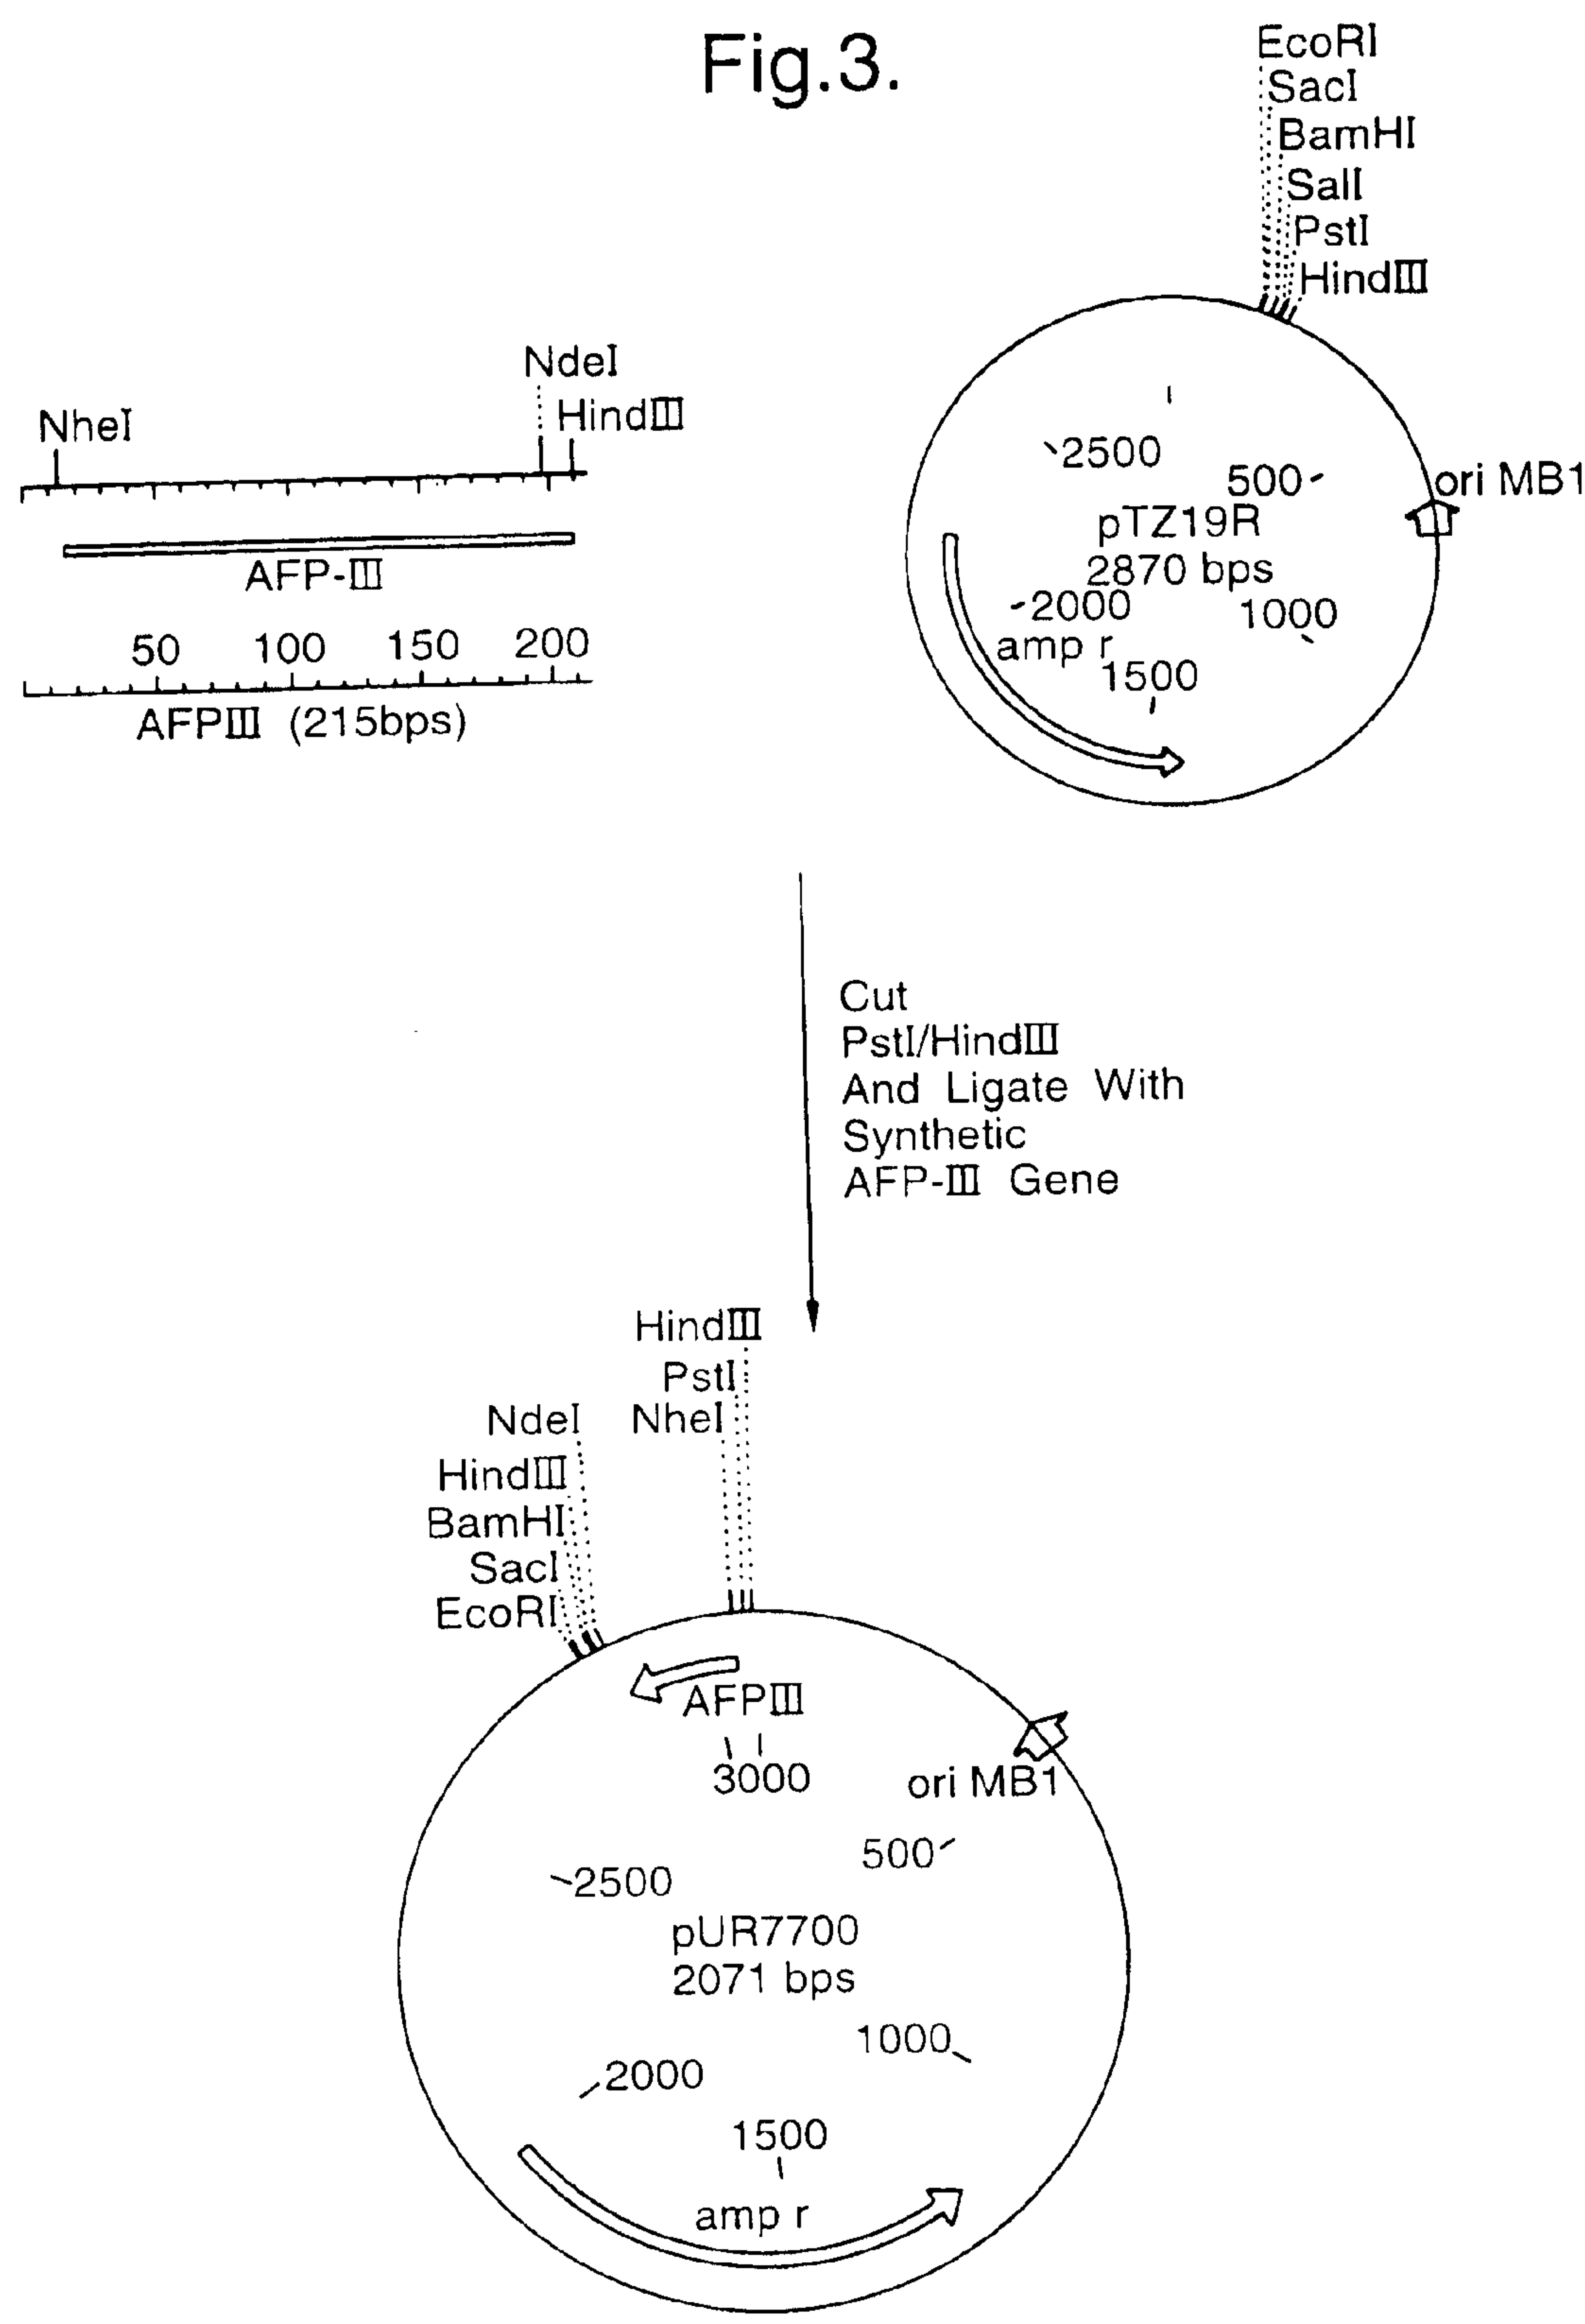 Fig.3.
EcoRI
SacI
BamHI
SalI
PstI
HindIII
NdeI
HindIII
NheI
AFP-III
50 100 150 200
AFPIII (215bps)
2500
500
ori MB1
pTZ19R
2870 bps
2000
1000
amp r
1500
Cut
PstI/HindIII
And Ligate With
Synthetic
AFP-III Gene
HindIII
PstI
NheI
NdeI
HindIII
BamHI
SacI
EcoRI
AFPIII
3000
ori MB1
500
2500
pUR7700
2071 bps
1000
2000
1500
amp r